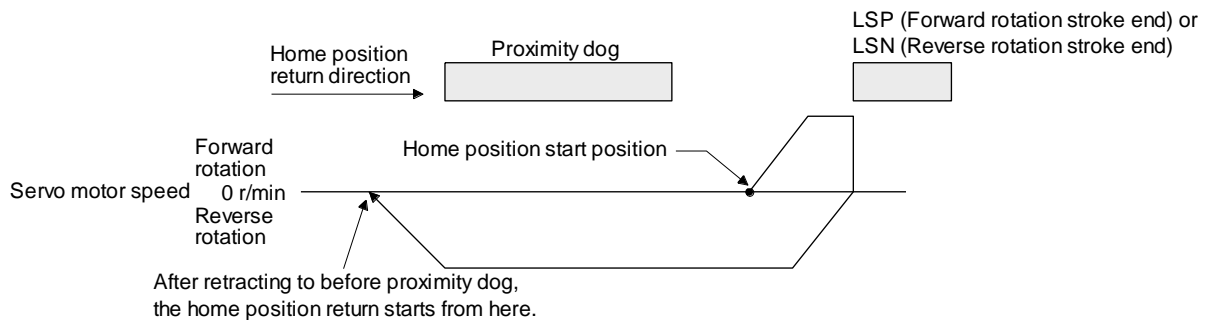 LSP (Forward rotation stroke end) or
LSN (Reverse rotation stroke end)
Home position
return direction
Proximity dog
Forward
rotation
Home position start position
Servo motor speed 0 r/min
Reverse
rotation
After retracting to before proximity dog,
the home position return starts from here.